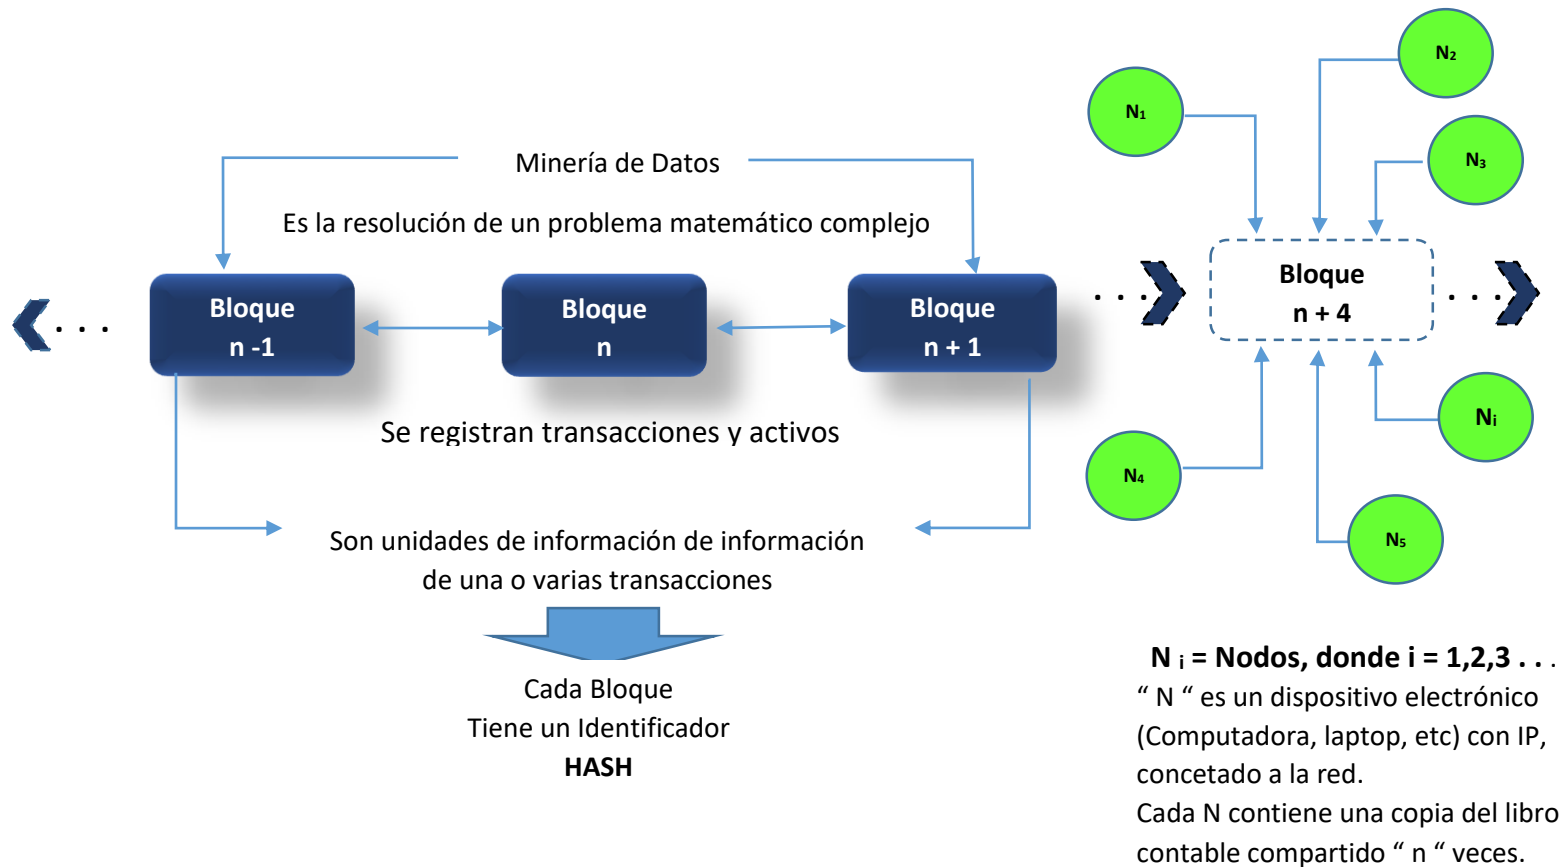 Minería de Datos
Es la resolución de un problema matemático complejo
. . .
Bloque
n -1
Bloque
n
Bloque
n + 1
Se registran transacciones y activos
Son unidades de información de información
de una o varias transacciones
Cada Bloque
Tiene un Identificador
HASH
N₁
N₂
N₃
. . .
Bloque
n + 4
. . .
N₄
N₅
Nᵢ
N ᵢ = Nodos, donde i = 1,2,3 . . .
“ N “ es un dispositivo electrónico
(Computadora, laptop, etc) con IP,
concetado a la red.
Cada N contiene una copia del libro
contable compartido “ n “ veces.